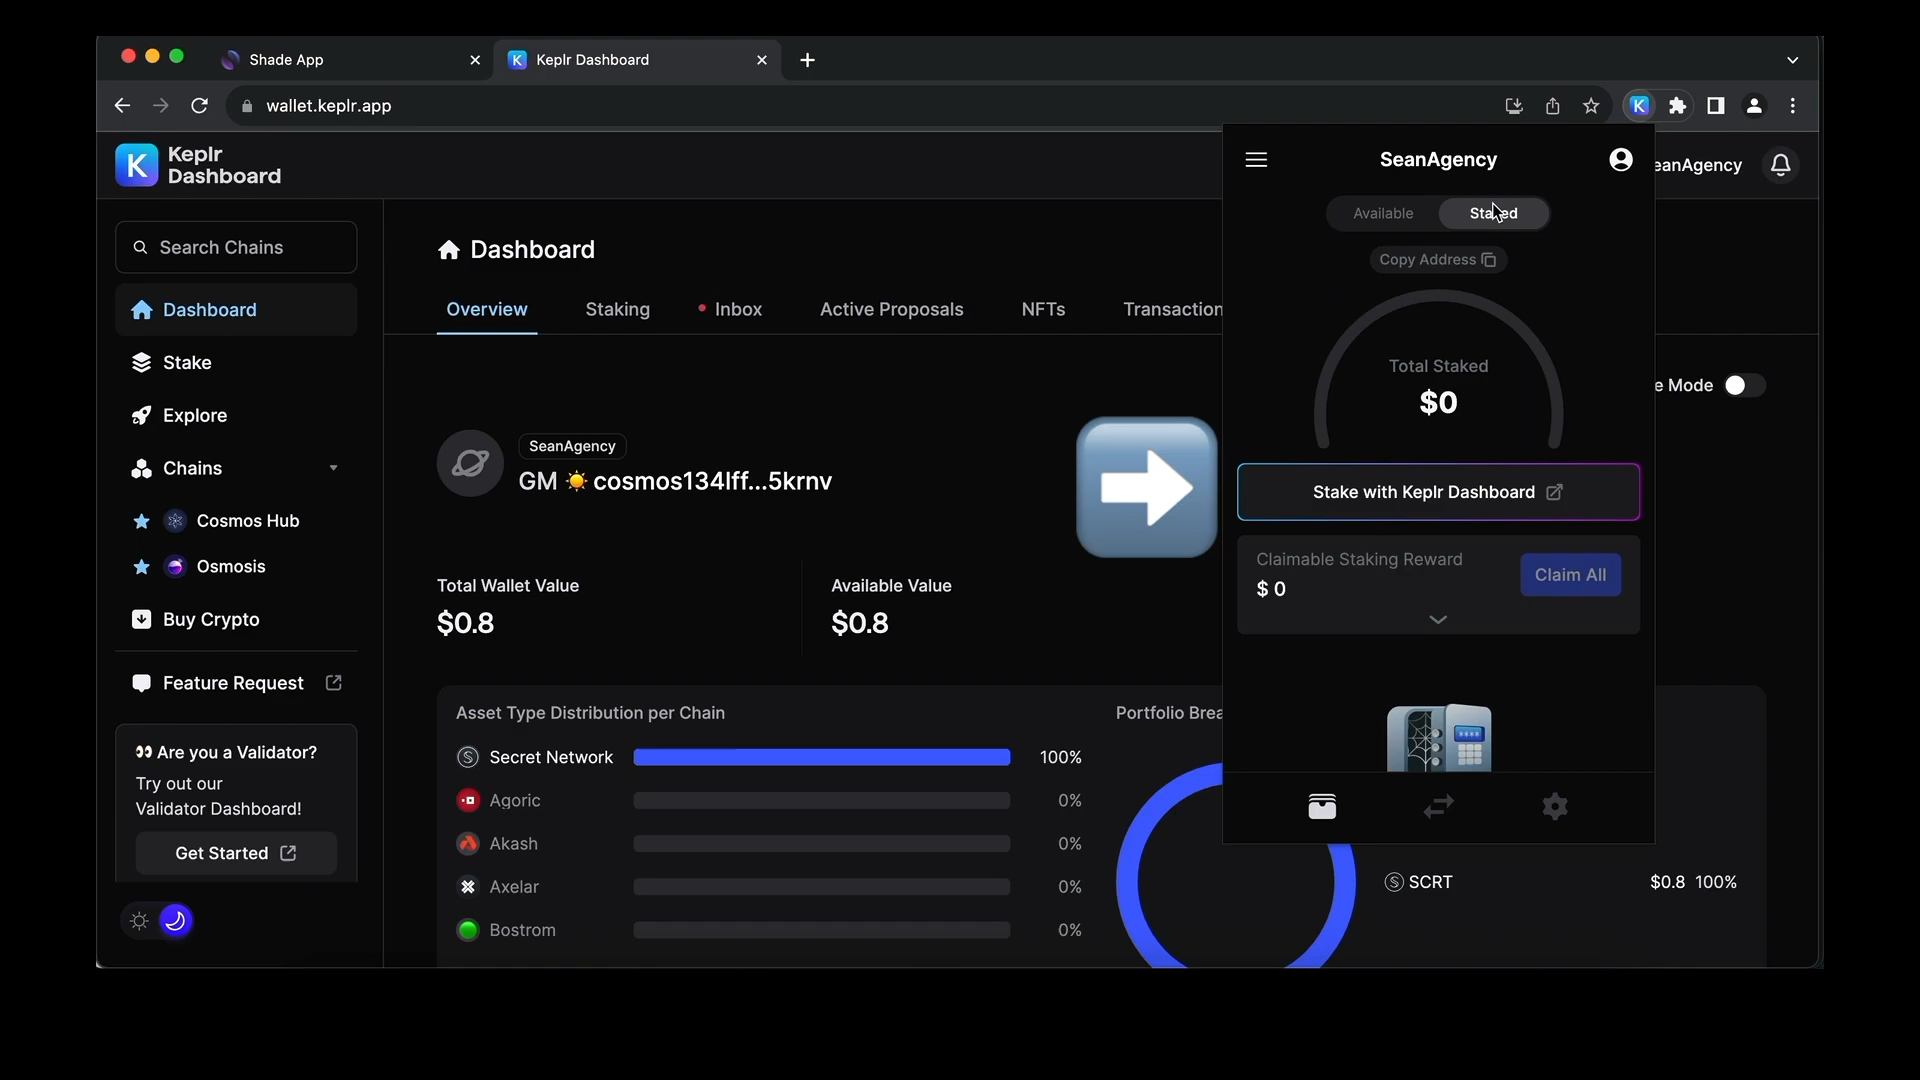 Shade App
Keplr Dashboard
wallet.keplr.app
Keplr
Dashboard
Search Chains
Dashboard
Stake
Explore
Chains
Cosmos Hub
Osmosis
Buy Crypto
Feature Request
👀 Are you a Validator?
Try out our
Validator Dashboard!
Get Started
Dashboard
Overview
Staking
Inbox
Active Proposals
NFTs
Transaction
SeanAgency
GM ☀️ cosmos134lff...5krnv
Total Wallet Value
$0.8
Available Value
$0.8
Asset Type Distribution per Chain
Secret Network 100%
Agoric 0%
Akash 0%
Axelar 0%
Bostrom 0%
Portfolio Brea
SCRT $0.8 100%
eanAgency
e Mode
SeanAgency
Available
Staked
Copy Address
Total Staked
$0
Stake with Keplr Dashboard
Claimable Staking Reward
$ 0
Claim All